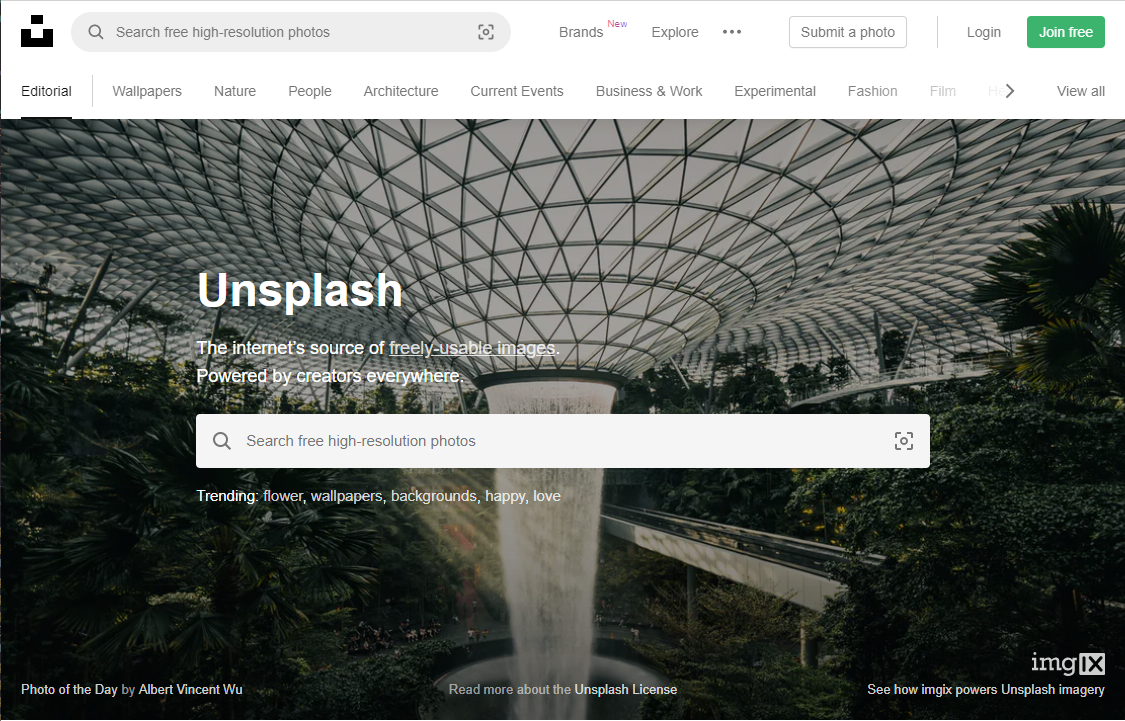 Search free high-resolution photos
Brands New Explore
Submit a photo
Login
Join free
Editorial
Wallpapers
Nature
People
Architecture
Current Events
Business & Work
Experimental
Fashion
Film
View all
Unsplash
The internet’s source of freely-usable images.
Powered by creators everywhere.
Search free high-resolution photos
Trending: flower, wallpapers, backgrounds, happy, love
imgIX
Photo of the Day by Albert Vincent Wu
Read more about the Unsplash License
See how imgix powers Unsplash imagery